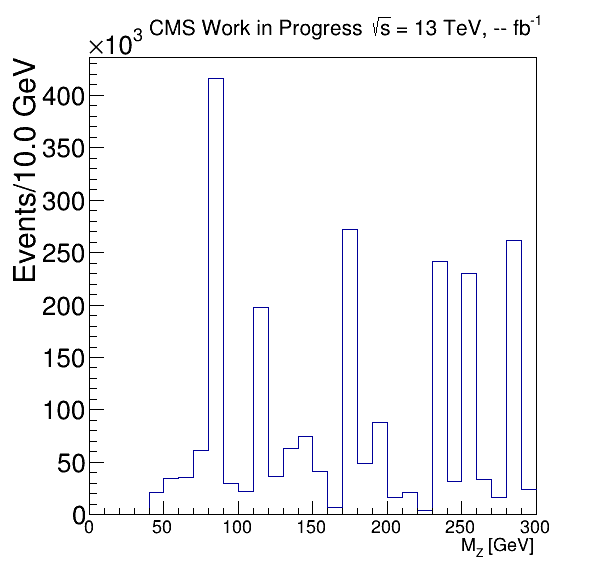 CMS Work in Progress √s = 13 TeV, -- fb⁻¹
×10³
Events/10.0 GeV
400
350
300
250
200
150
100
50
0
0 50 100 150 200 250 300
M_Z [GeV]